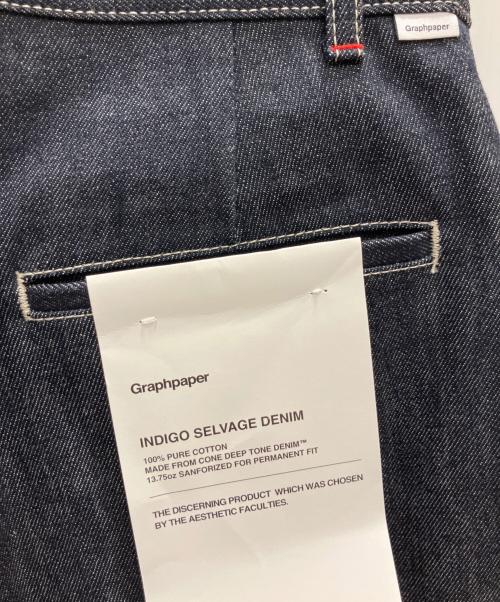 Graphpaper
Graphpaper
INDIGO SELVAGE DENIM
100% PURE COTTON
MADE FROM CONE DEEP TONE DENIM™
13.75oz SANFORIZED FOR PERMANENT FIT
THE DISCERNING PRODUCT WHICH WAS CHOSEN
BY THE AESTHETIC FACULTIES.